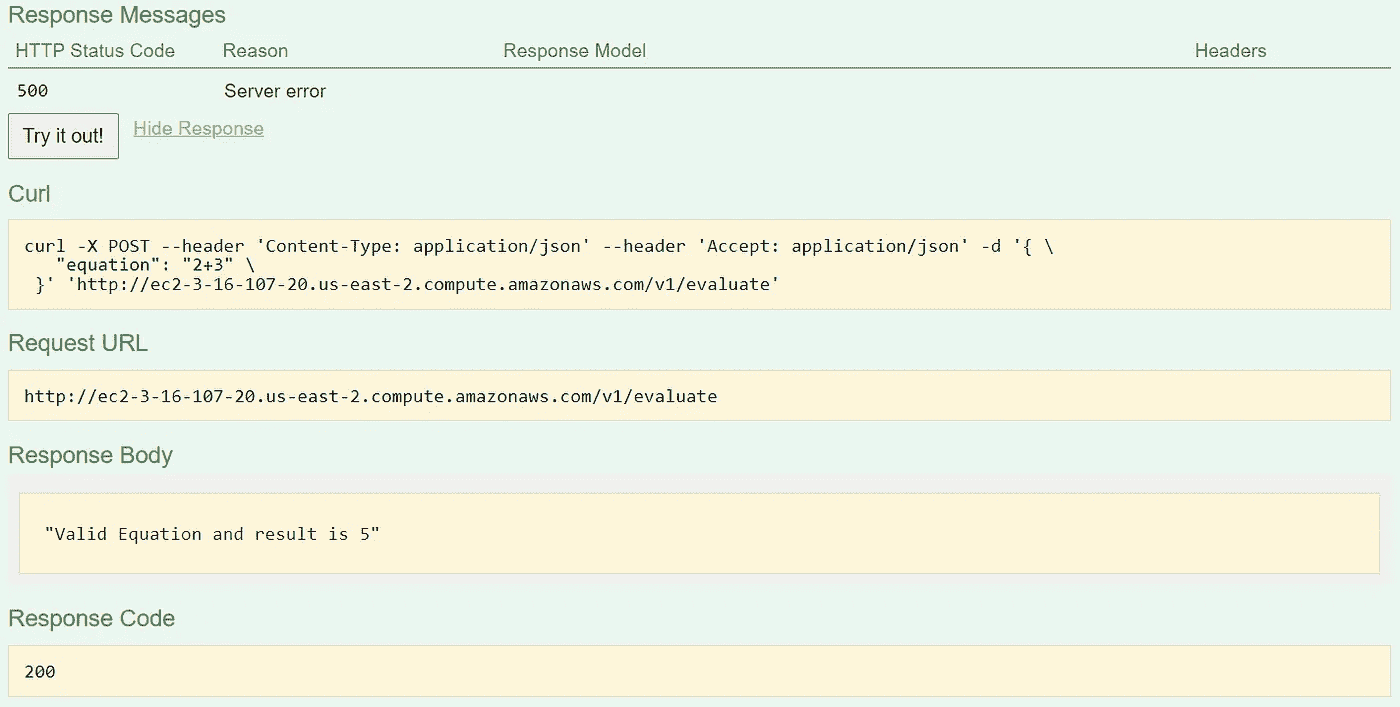 Response Messages
HTTP Status Code Reason Response Model Headers
500 Server error
Try it out! Hide Response
Curl
curl -X POST --header 'Content-Type: application/json' --header 'Accept: application/json' -d '{ \
"equation": "2+3" \
}' 'http://ec2-3-16-107-20.us-east-2.compute.amazonaws.com/v1/evaluate'
Request URL
http://ec2-3-16-107-20.us-east-2.compute.amazonaws.com/v1/evaluate
Response Body
"Valid Equation and result is 5"
Response Code
200